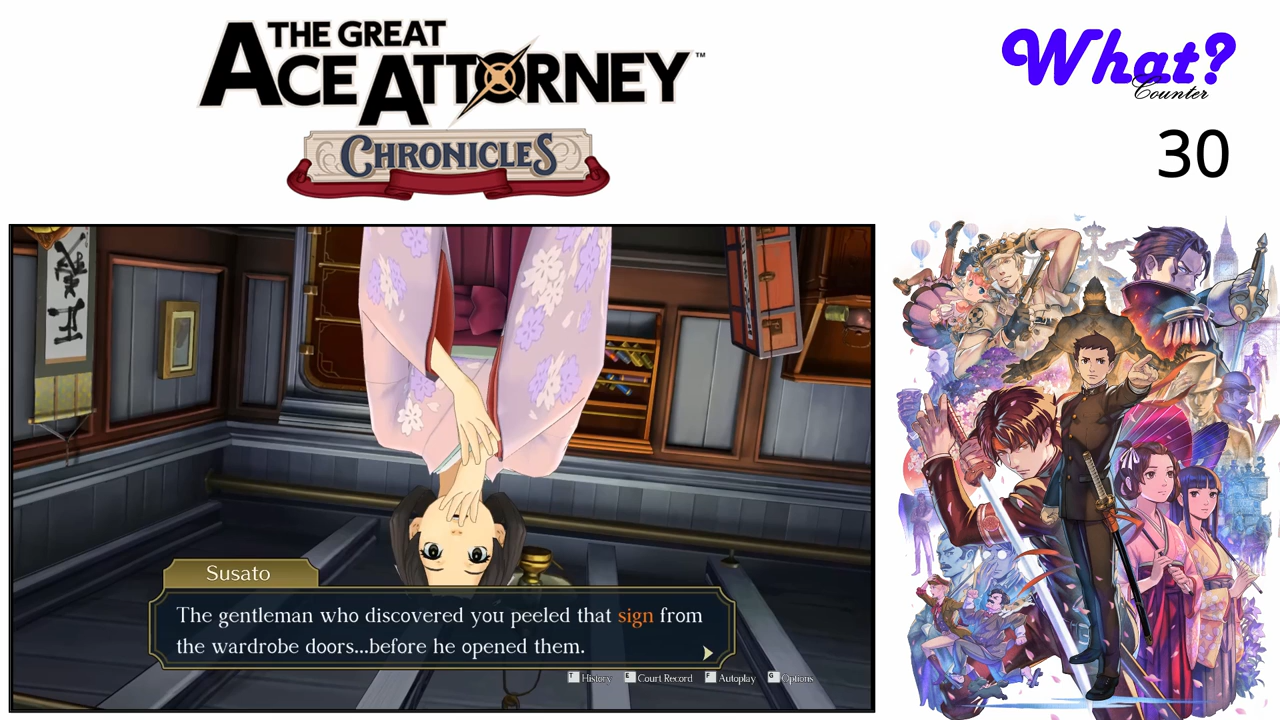 THE GREAT
ACE ATTORNEY™
CHRONICLES
What?
Counter
30
Susato
The gentleman who discovered you peeled that sign from
the wardrobe doors...before he opened them.
T History E Court Record F Autoplay G Options